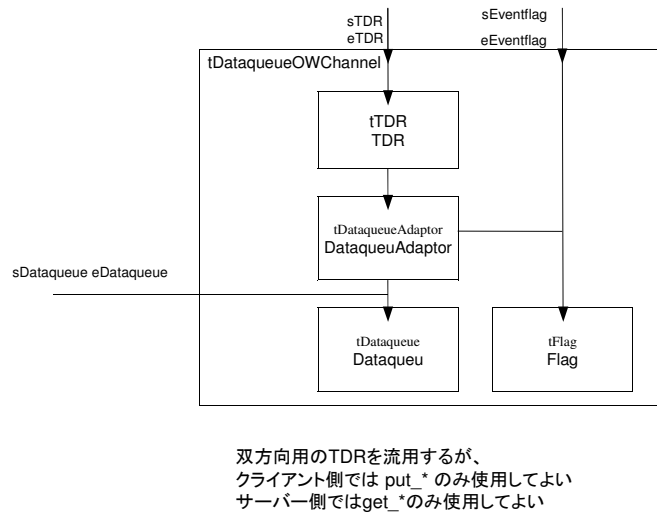 sTDR
eTDR
sEventflag
eEventflag
tDataqueueOWChannel
tTDR
TDR
tDataqueueAdaptor
DataqueuAdaptor
sDataqueue eDataqueue
tDataqueue
Dataqueu
tFlag
Flag
双方向用のTDRを流用するが、
クライアント側では put_* のみ使用してよい
サーバー側ではget_*のみ使用してよい